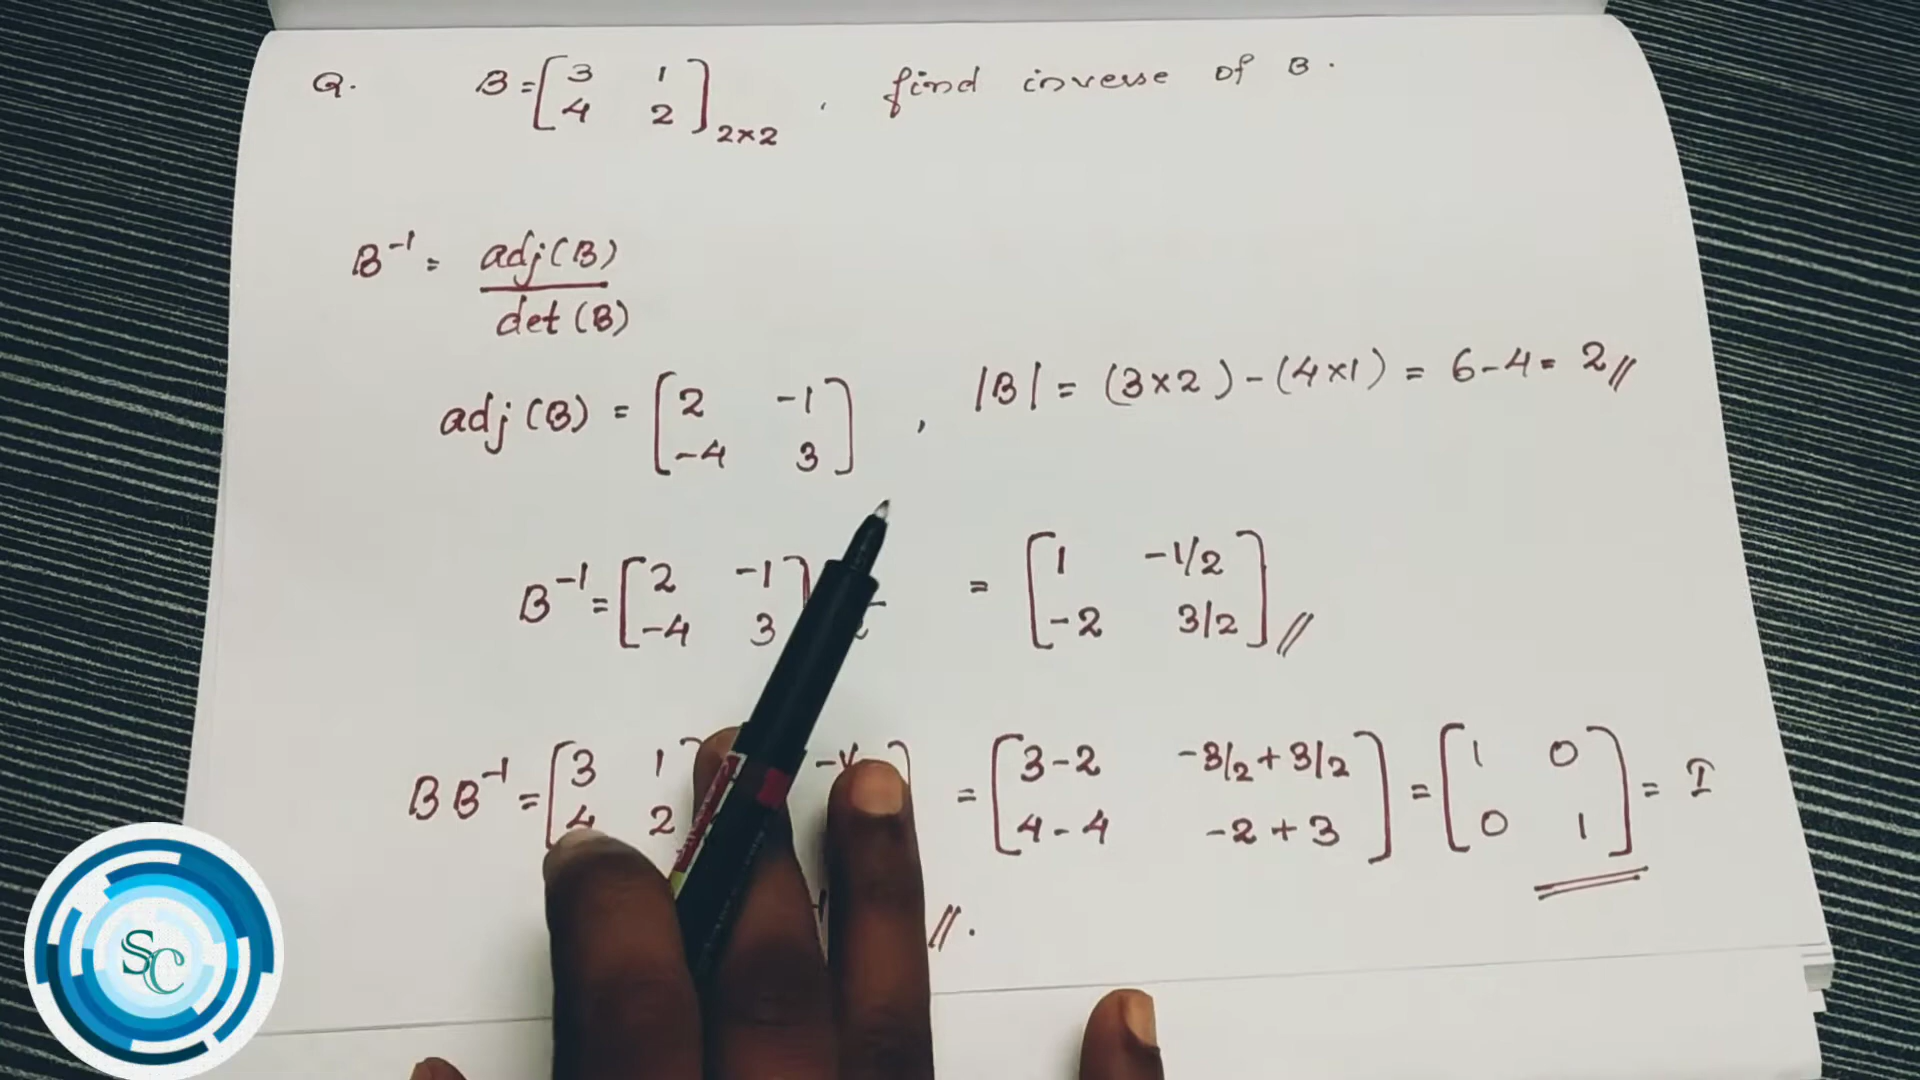 Q. B = [3 1 4 2]2×2 , find inverse of B.
B⁻¹ = adj(B) / det(B)
adj(B) = [2 -1 -4 3] , |B| = (3×2) - (4×1) = 6-4 = 2//
B⁻¹ = [2 -1 -4 3] = [1 -1/2 -2 3/2]//
BB⁻¹ = [3 1 4 2] = [3-2 -3/2+3/2 4-4 -2+3] = [1 0 0 1] = I
//.
SC